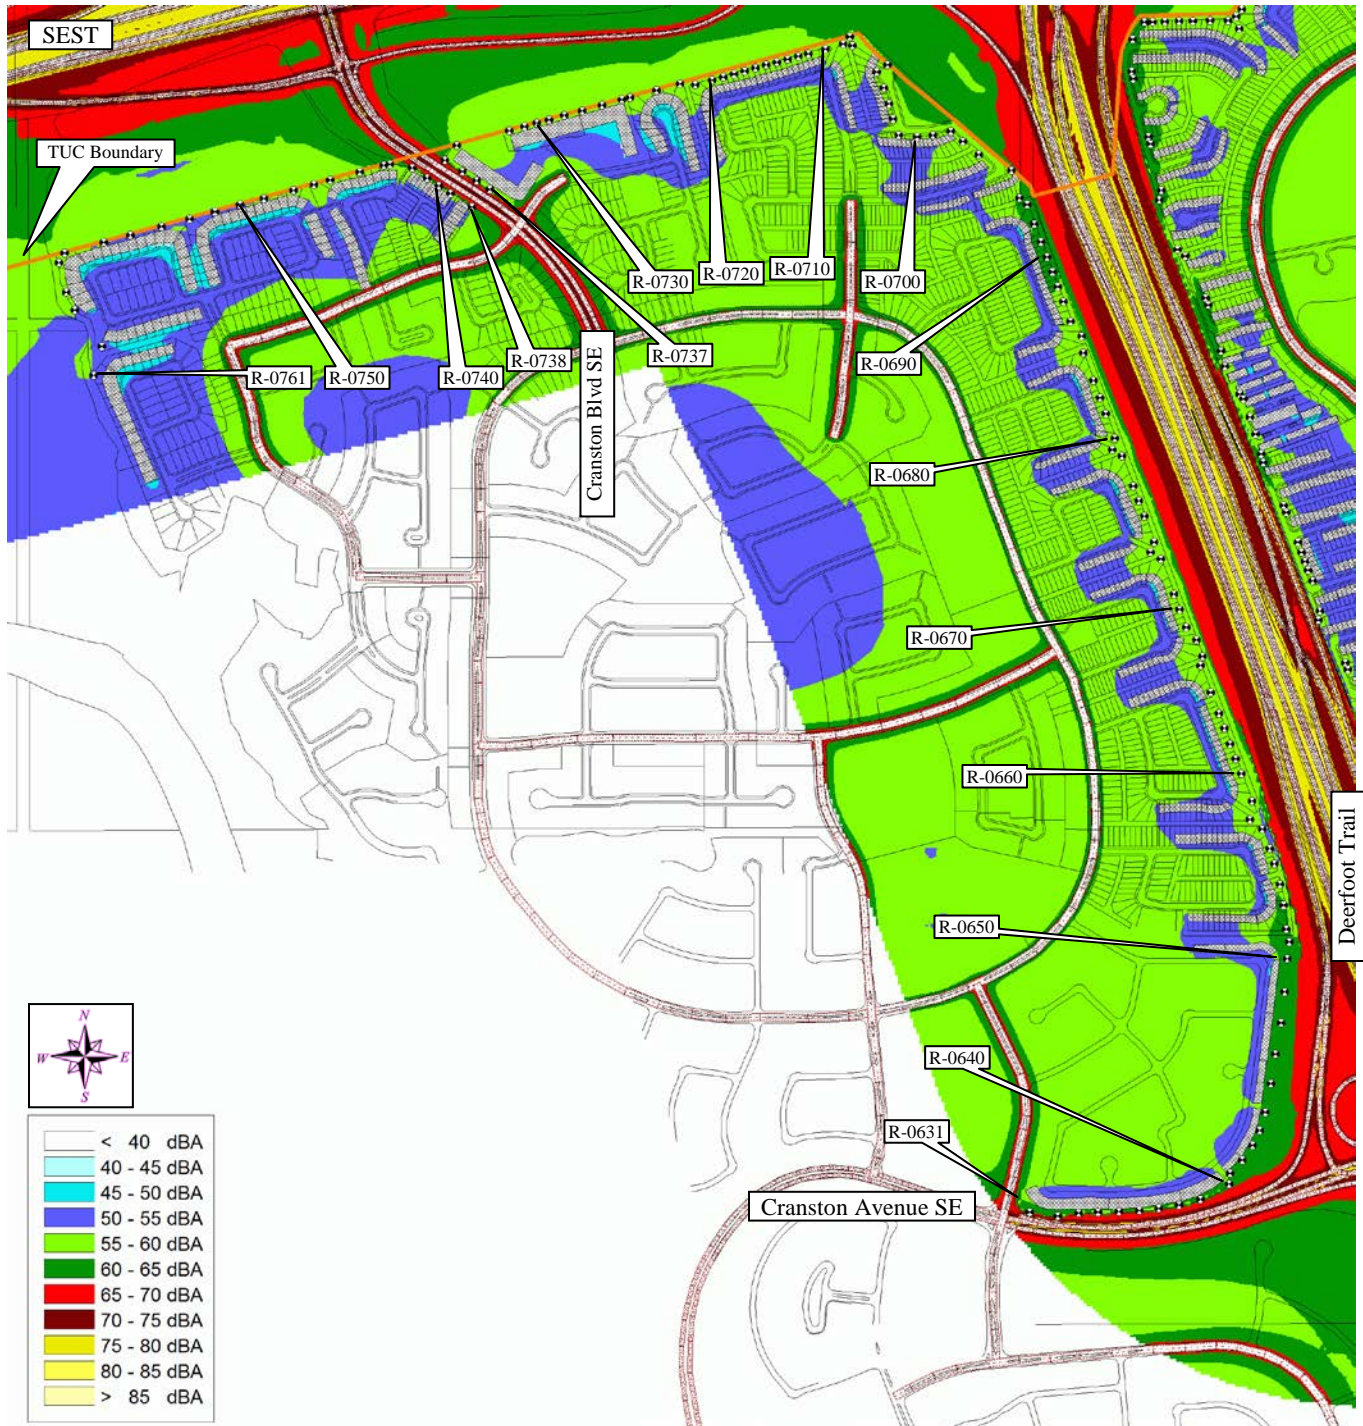 SEST
TUC Boundary
R-0730
R-0720
R-0710
R-0700
R-0690
R-0761
R-0750
R-0740
R-0738
R-0737
Cranston Blvd SE
R-0680
R-0670
R-0660
Deerfoot Trail
R-0650
R-0640
R-0631
Cranston Avenue SE
N
W E
S
< 40 dBA
40 - 45 dBA
45 - 50 dBA
50 - 55 dBA
55 - 60 dBA
60 - 65 dBA
65 - 70 dBA
70 - 75 dBA
75 - 80 dBA
80 - 85 dBA
> 85 dBA